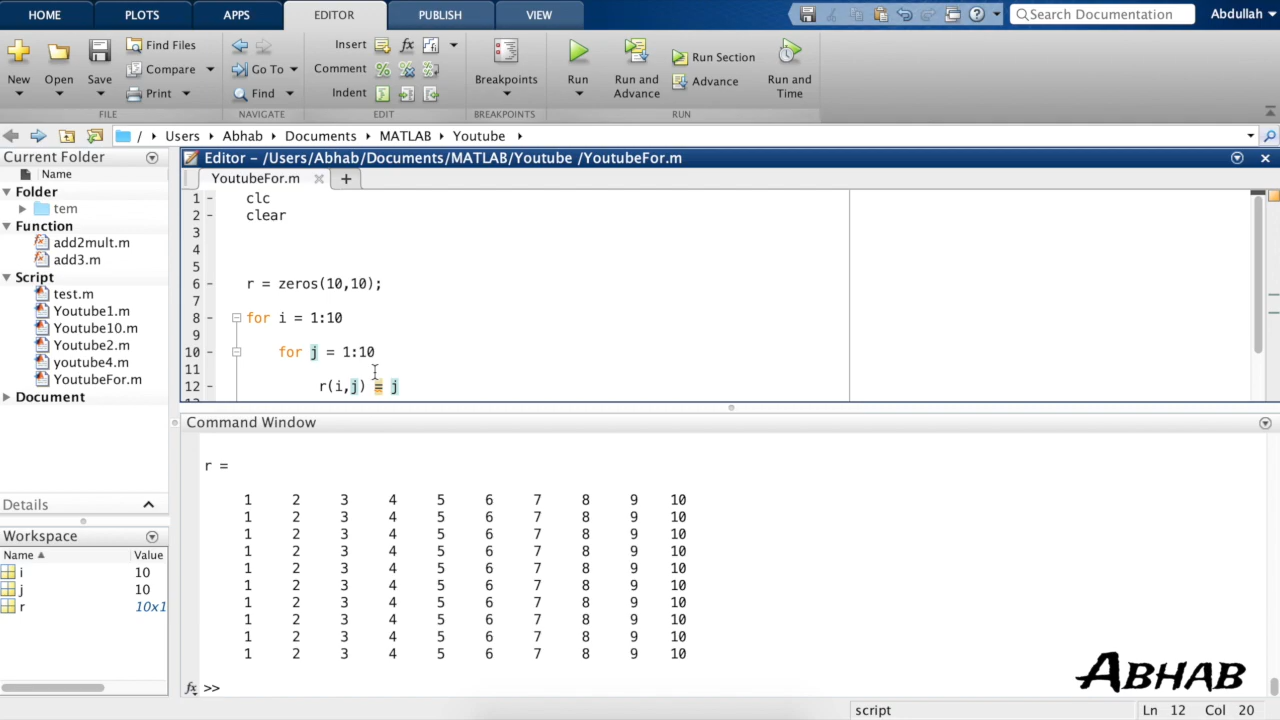 HOME PLOTS APPS EDITOR PUBLISH VIEW Search Documentation Abdullah
New Open Save Find Files Compare Print Go To Find Insert Comment Indent fx Breakpoints Run Run and Advance Run Section Advance Run and Time
FILE NAVIGATE EDIT BREAKPOINTS RUN
/ Users Abhab Documents MATLAB Youtube
Current Folder
Name
Folder
tem
Function
add2mult.m
add3.m
Script
test.m
Youtube1.m
Youtube10.m
Youtube2.m
youtube4.m
YoutubeFor.m
Document
Details
Workspace
Name Value
i 10
j 10
r 10x1
Editor - /Users/Abhab/Documents/MATLAB/Youtube /YoutubeFor.m
YoutubeFor.m
1 - clc
2 - clear
3
4
5
6 - r = zeros(10,10);
7
8 - for i = 1:10
9
10 - for j = 1:10
11
12 - r(i,j) = j
Command Window
r =
1 2 3 4 5 6 7 8 9 10
1 2 3 4 5 6 7 8 9 10
1 2 3 4 5 6 7 8 9 10
1 2 3 4 5 6 7 8 9 10
1 2 3 4 5 6 7 8 9 10
1 2 3 4 5 6 7 8 9 10
1 2 3 4 5 6 7 8 9 10
1 2 3 4 5 6 7 8 9 10
1 2 3 4 5 6 7 8 9 10
1 2 3 4 5 6 7 8 9 10
fx >>
ABHAB
script Ln 12 Col 20